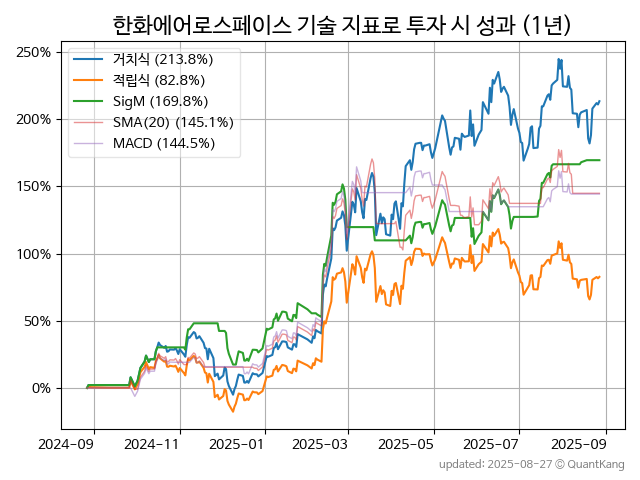 한화에어로스페이스 기술 지표로 투자 시 성과 (1년)
250%
200%
150%
100%
50%
0%
거치식 (213.8%)
적립식 (82.8%)
SigM (169.8%)
SMA(20) (145.1%)
MACD (144.5%)
2024-09 2024-11 2025-01 2025-03 2025-05 2025-07 2025-09
updated: 2025-08-27 © QuantKang